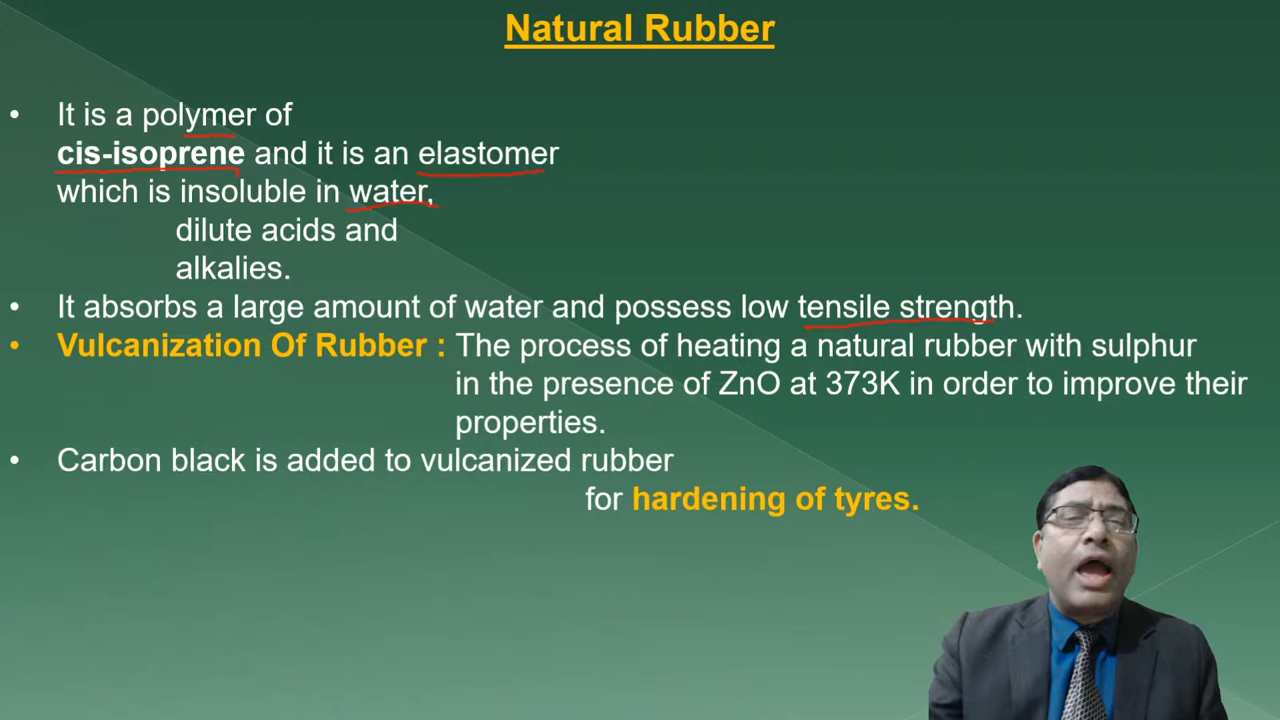 Natural Rubber
• It is a polymer of
cis-isoprene and it is an elastomer
which is insoluble in water,
dilute acids and
alkalies.
• It absorbs a large amount of water and possess low tensile strength.
• Vulcanization Of Rubber : The process of heating a natural rubber with sulphur
in the presence of ZnO at 373K in order to improve their
properties.
• Carbon black is added to vulcanized rubber
for hardening of tyres.